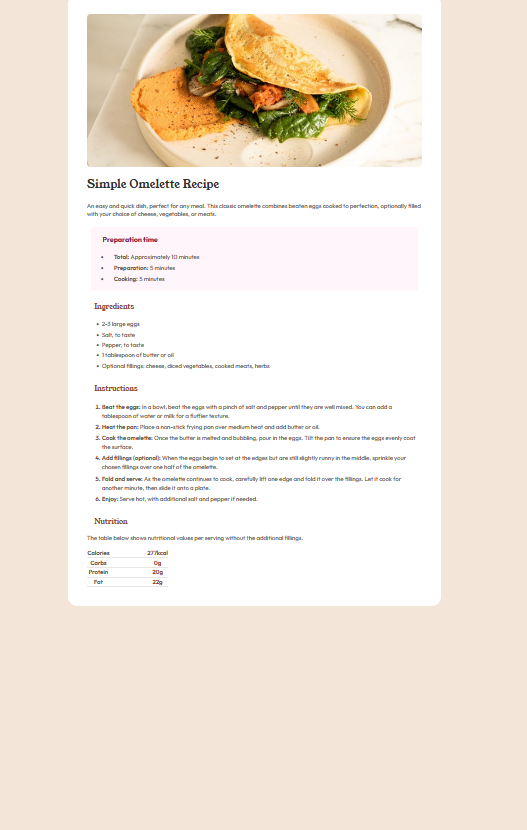 Simple Omelette Recipe
An easy and quick dish, perfect for any meal. This classic omelette combines beaten eggs cooked to perfection, optionally filled
with your choice of cheese, vegetables, or meats.
Preparation time
• Total: Approximately 10 minutes
• Preparation: 5 minutes
• Cooking: 5 minutes
Ingredients
• 2-3 large eggs
• Salt, to taste
• Pepper, to taste
• 1 tablespoon of butter or oil
• Optional fillings: cheese, diced vegetables, cooked meats, herbs
Instructions
1. Beat the eggs: In a bowl, beat the eggs with a pinch of salt and pepper until they are well mixed. You can add a
tablespoon of water or milk for a fluffier texture.
2. Heat the pan: Place a non-stick frying pan over medium heat and add butter or oil.
3. Cook the omelette: Once the butter is melted and bubbling, pour in the eggs. Tilt the pan to ensure the eggs evenly coat
the surface.
4. Add fillings (optional): When the eggs begin to set at the edges but are still slightly runny in the middle, sprinkle your
chosen fillings over one half of the omelette.
5. Fold and serve: As the omelette continues to cook, carefully lift one edge and fold it over the fillings. Let it cook for
another minute, then slide it onto a plate.
6. Enjoy: Serve hot, with additional salt and pepper if needed.
Nutrition
The table below shows nutritional values per serving without the additional fillings.
Calories 277kcal
Carbs 0g
Protein 20g
Fat 22g